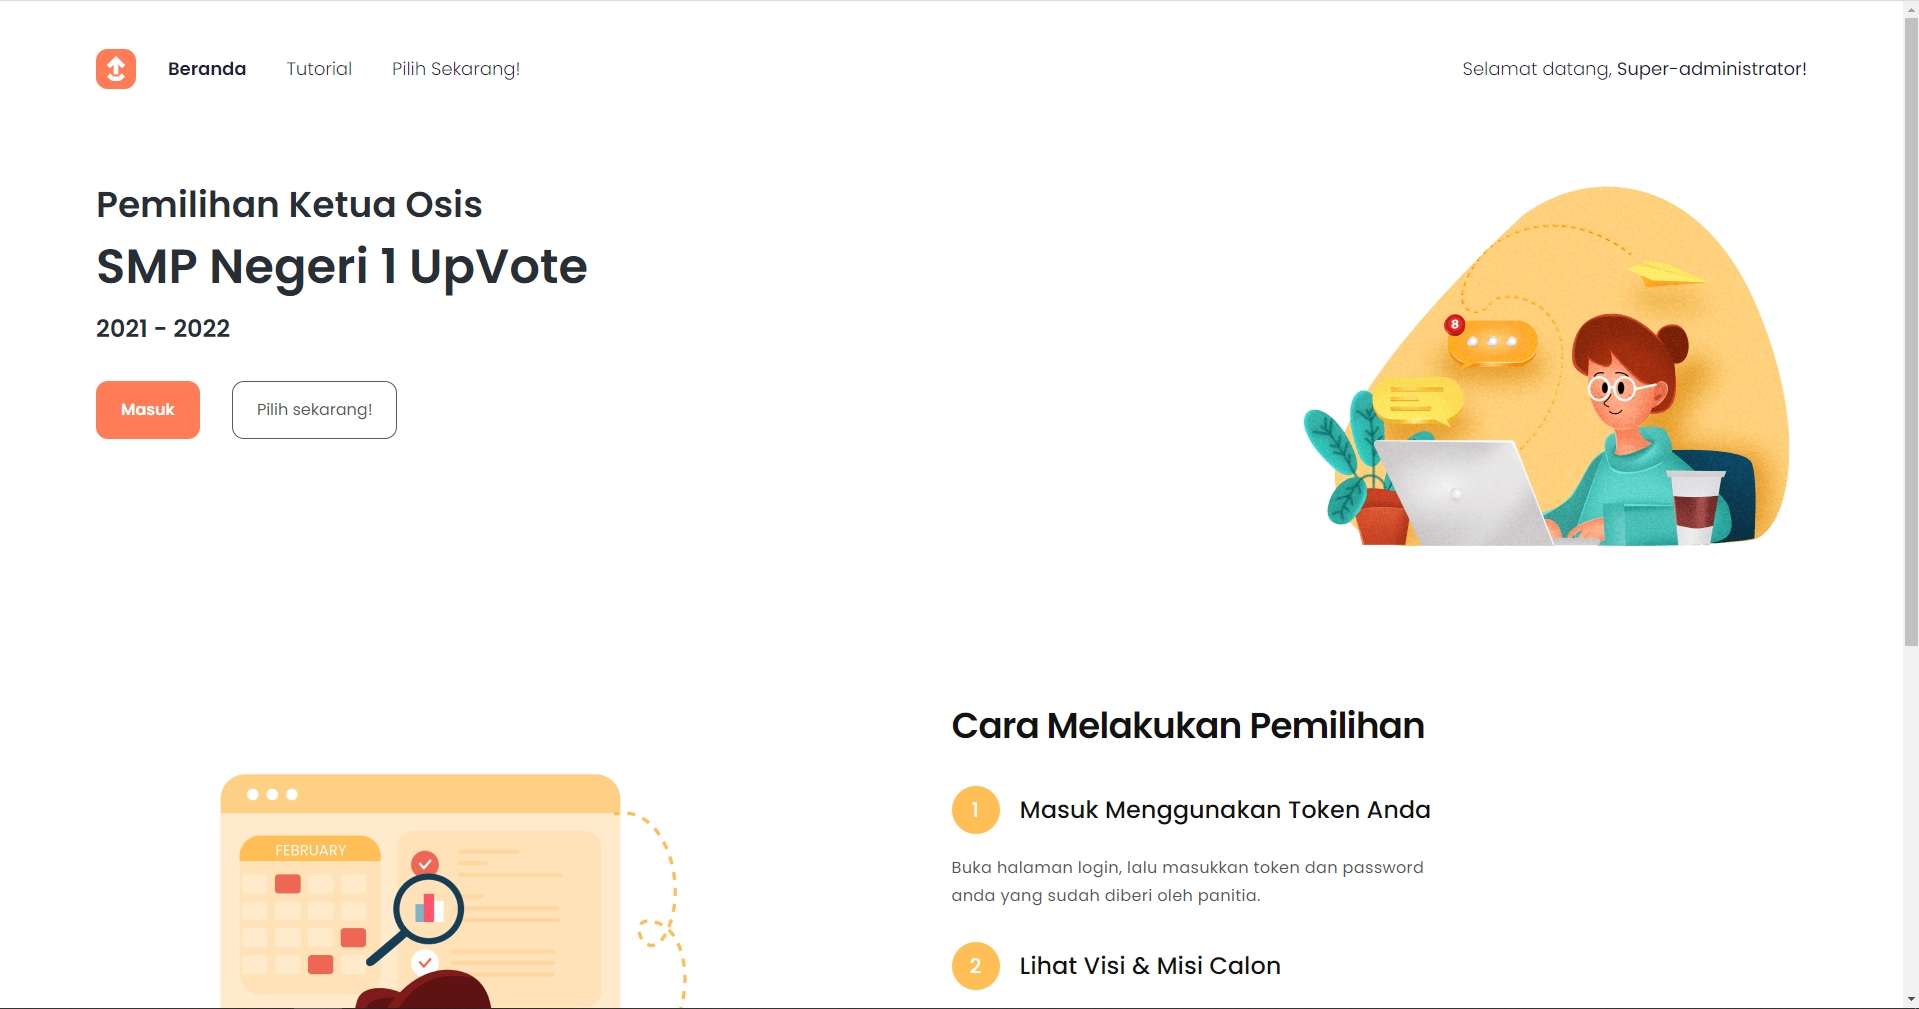 Beranda Tutorial Pilih Sekarang! Selamat datang, Super-administrator!
Pemilihan Ketua Osis
SMP Negeri 1 UpVote
2021 - 2022
Masuk Pilih sekarang!
8
Cara Melakukan Pemilihan
1 Masuk Menggunakan Token Anda
Buka halaman login, lalu masukkan token dan password
anda yang sudah diberi oleh panitia.
2 Lihat Visi & Misi Calon
FEBRUARY